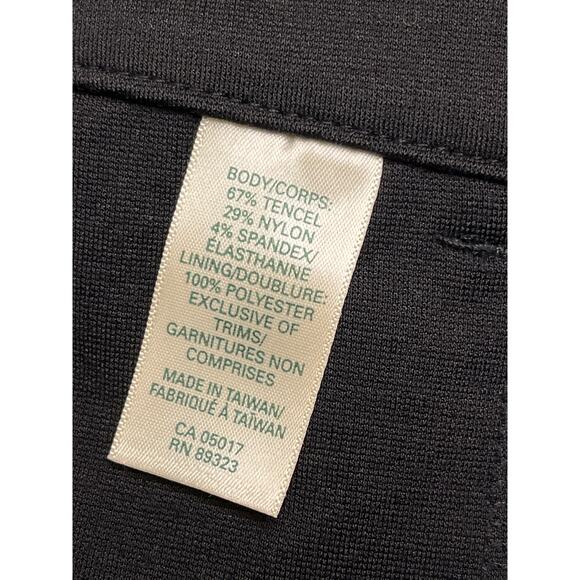 BODY/CORPS:
67% TENCEL
29% NYLON
4% SPANDEX/
ÉLASTHANNE
LINING/DOUBLURE:
100% POLYESTER
EXCLUSIVE OF
TRIMS/
GARNITURES NON
COMPRISES
MADE IN TAIWAN/
FABRIQUÉ À TAÏWAN
CA 05017
RN 89323